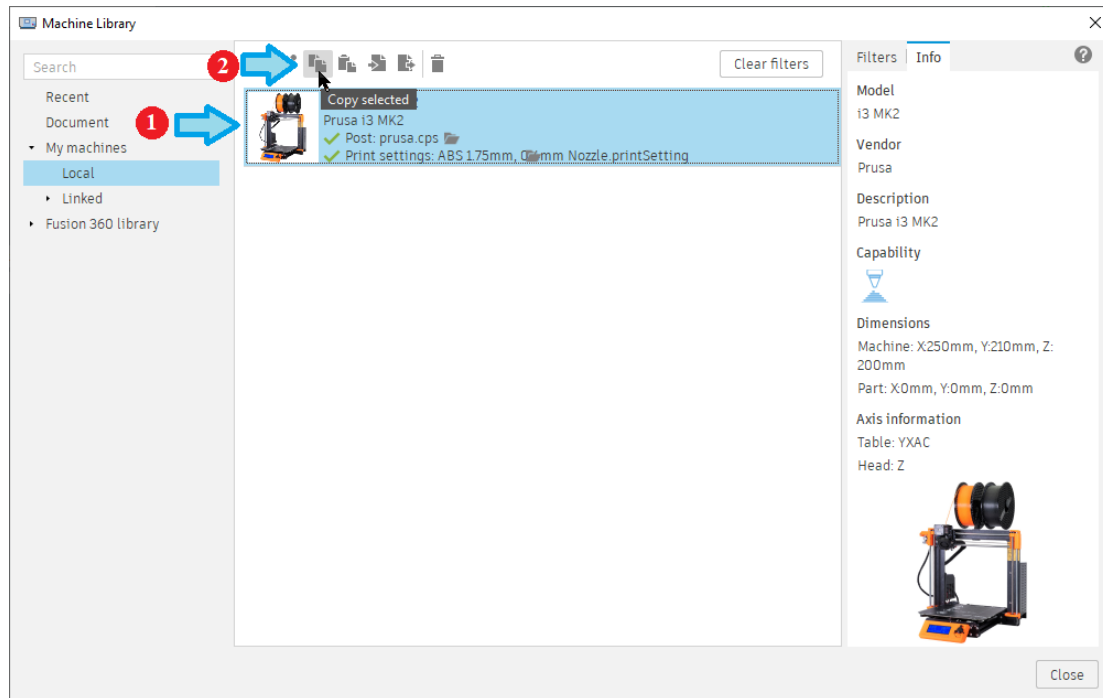 Machine Library
Search
Recent
Document
My machines
Local
Linked
Fusion 360 library
1
2
Clear filters
Copy selected
Prusa i3 MK2
Post: prusa.cps
Print settings: ABS 1.75mm, mm Nozzle.printSetting
Filters
Info
Model
i3 MK2
Vendor
Prusa
Description
Prusa i3 MK2
Capability
Dimensions
Machine: X:250mm, Y:210mm, Z:
200mm
Part: X:0mm, Y:0mm, Z:0mm
Axis information
Table: YXAC
Head: Z
Close